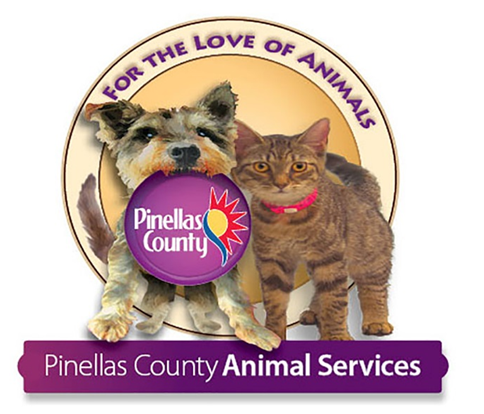 FOR THE LOVE OF ANIMALS
Pinellas
County
Pinellas County Animal Services